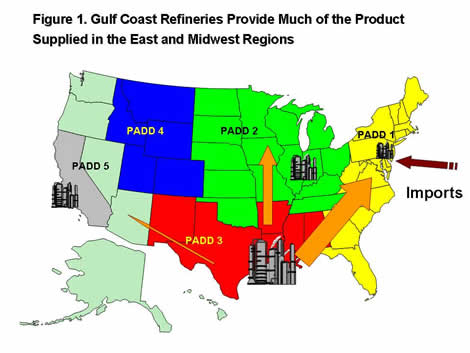 Figure 1. Gulf Coast Refineries Provide Much of the Product
Supplied in the East and Midwest Regions
PADD 4
PADD 2
PADD 1
PADD 5
Imports
PADD 3